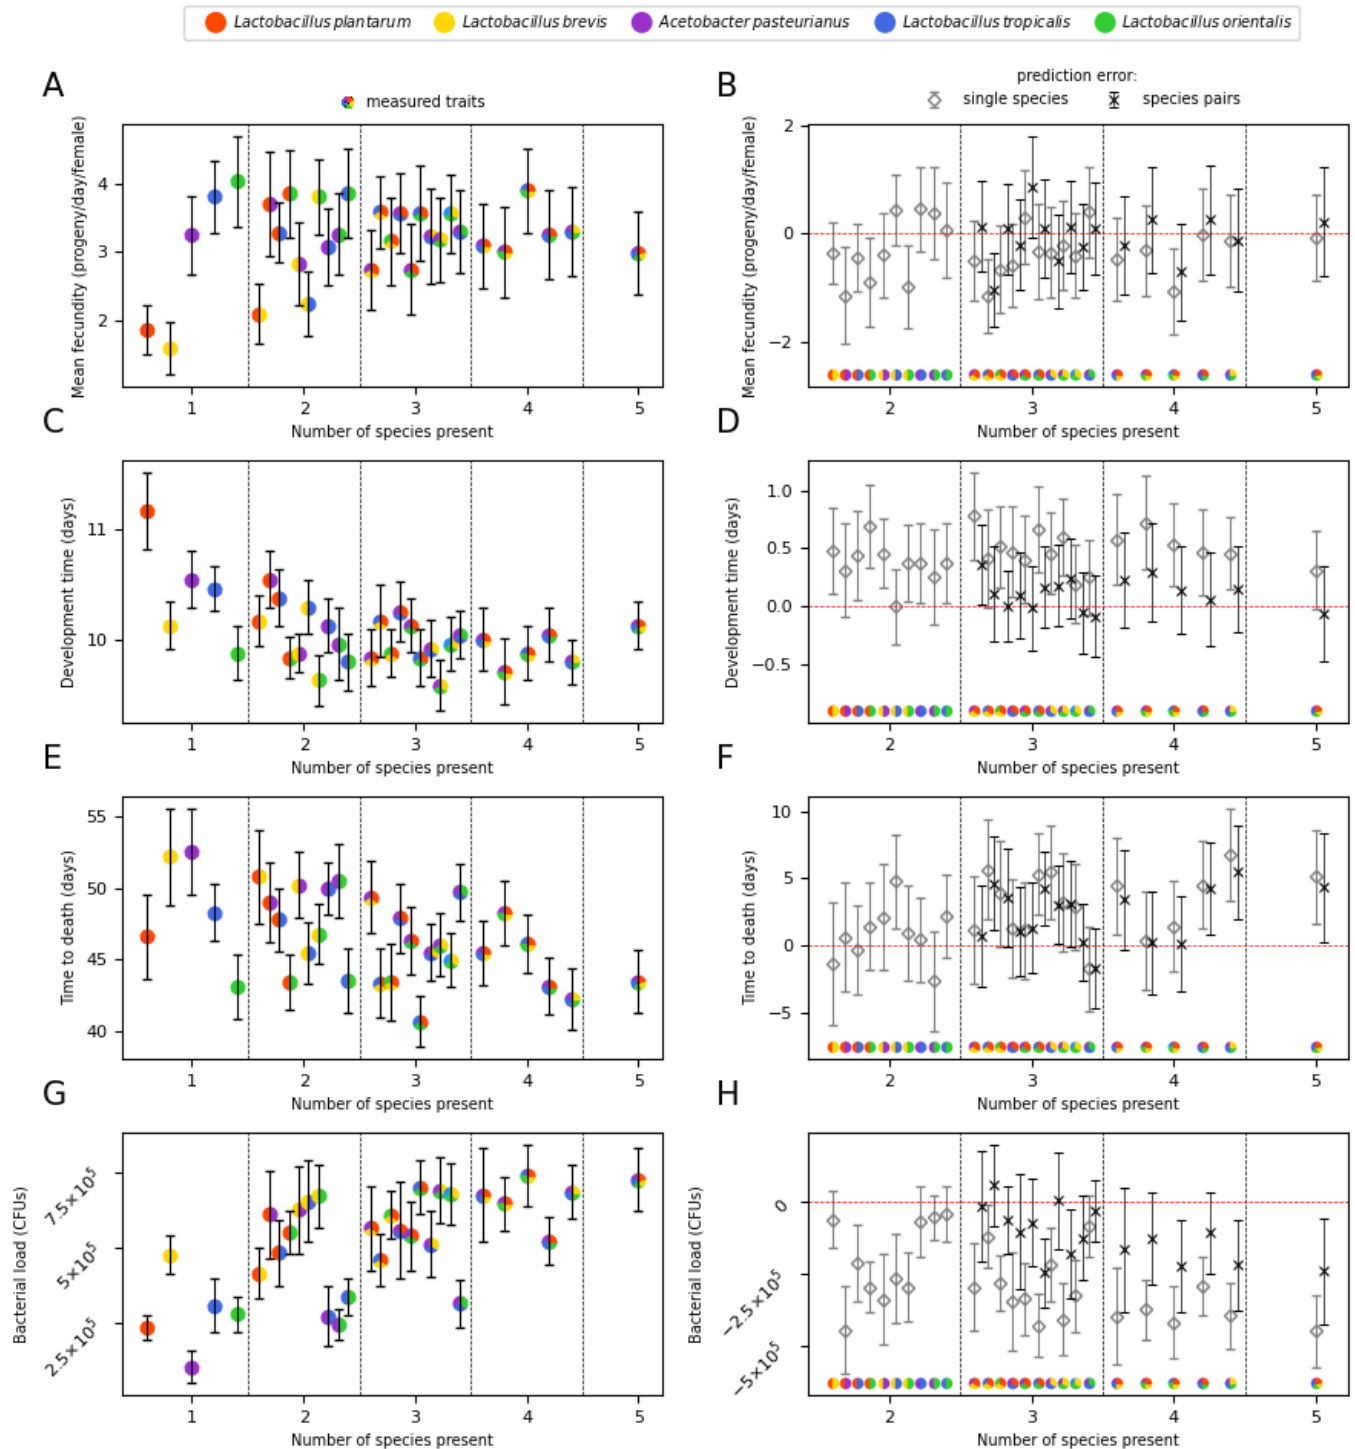 Lactobacillus plantarum Lactobacillus brevis Acetobacter pasteurianus Lactobacillus tropicalis Lactobacillus orientalis
A
measured traits
Mean fecundity (progeny/day/female)
4
3
2
1 2 3 4 5
Number of species present
B
prediction error:
single species species pairs
Mean fecundity (progeny/day/female)
2
0
−2
2 3 4 5
Number of species present
C
Development time (days)
11
10
1 2 3 4 5
Number of species present
D
Development time (days)
1.0
0.5
0.0
−0.5
2 3 4 5
Number of species present
E
Time to death (days)
55
50
45
40
1 2 3 4 5
Number of species present
F
Time to death (days)
10
5
0
−5
2 3 4 5
Number of species present
G
Bacterial load (CFUs)
7.5×10⁵
5×10⁵
2.5×10⁵
1 2 3 4 5
Number of species present
H
Bacterial load (CFUs)
0
−2.5×10⁵
−5×10⁵
2 3 4 5
Number of species present